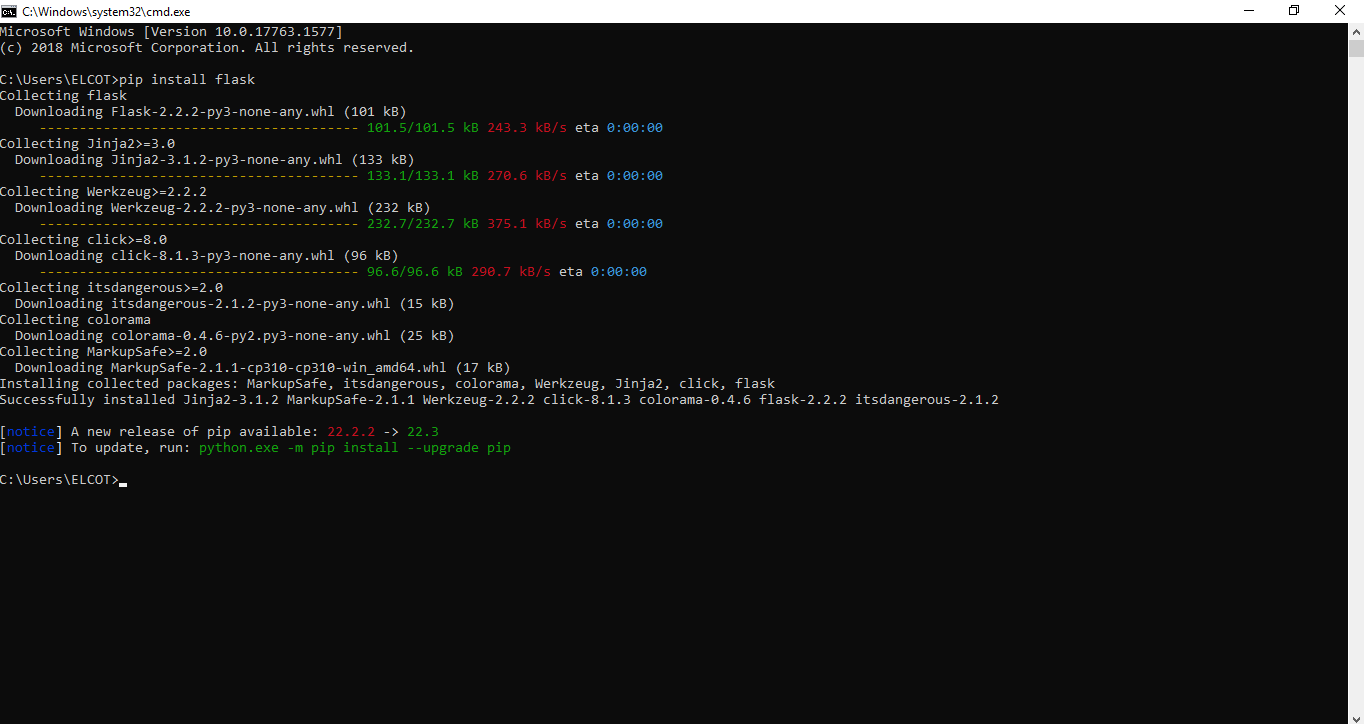 C:\Windows\system32\cmd.exe
Microsoft Windows [Version 10.0.17763.1577]
(c) 2018 Microsoft Corporation. All rights reserved.
C:\Users\ELCOT>pip install flask
Collecting flask
Downloading Flask-2.2.2-py3-none-any.whl (101 kB)
---------------------------------------- 101.5/101.5 kB 243.3 kB/s eta 0:00:00
Collecting Jinja2>=3.0
Downloading Jinja2-3.1.2-py3-none-any.whl (133 kB)
---------------------------------------- 133.1/133.1 kB 270.6 kB/s eta 0:00:00
Collecting Werkzeug>=2.2.2
Downloading Werkzeug-2.2.2-py3-none-any.whl (232 kB)
---------------------------------------- 232.7/232.7 kB 375.1 kB/s eta 0:00:00
Collecting click>=8.0
Downloading click-8.1.3-py3-none-any.whl (96 kB)
---------------------------------------- 96.6/96.6 kB 290.7 kB/s eta 0:00:00
Collecting itsdangerous>=2.0
Downloading itsdangerous-2.1.2-py3-none-any.whl (15 kB)
Collecting colorama
Downloading colorama-0.4.6-py2.py3-none-any.whl (25 kB)
Collecting MarkupSafe>=2.0
Downloading MarkupSafe-2.1.1-cp310-cp310-win_amd64.whl (17 kB)
Installing collected packages: MarkupSafe, itsdangerous, colorama, Werkzeug, Jinja2, click, flask
Successfully installed Jinja2-3.1.2 MarkupSafe-2.1.1 Werkzeug-2.2.2 click-8.1.3 colorama-0.4.6 flask-2.2.2 itsdangerous-2.1.2
[notice] A new release of pip available: 22.2.2 -> 22.3
[notice] To update, run: python.exe -m pip install --upgrade pip
C:\Users\ELCOT>